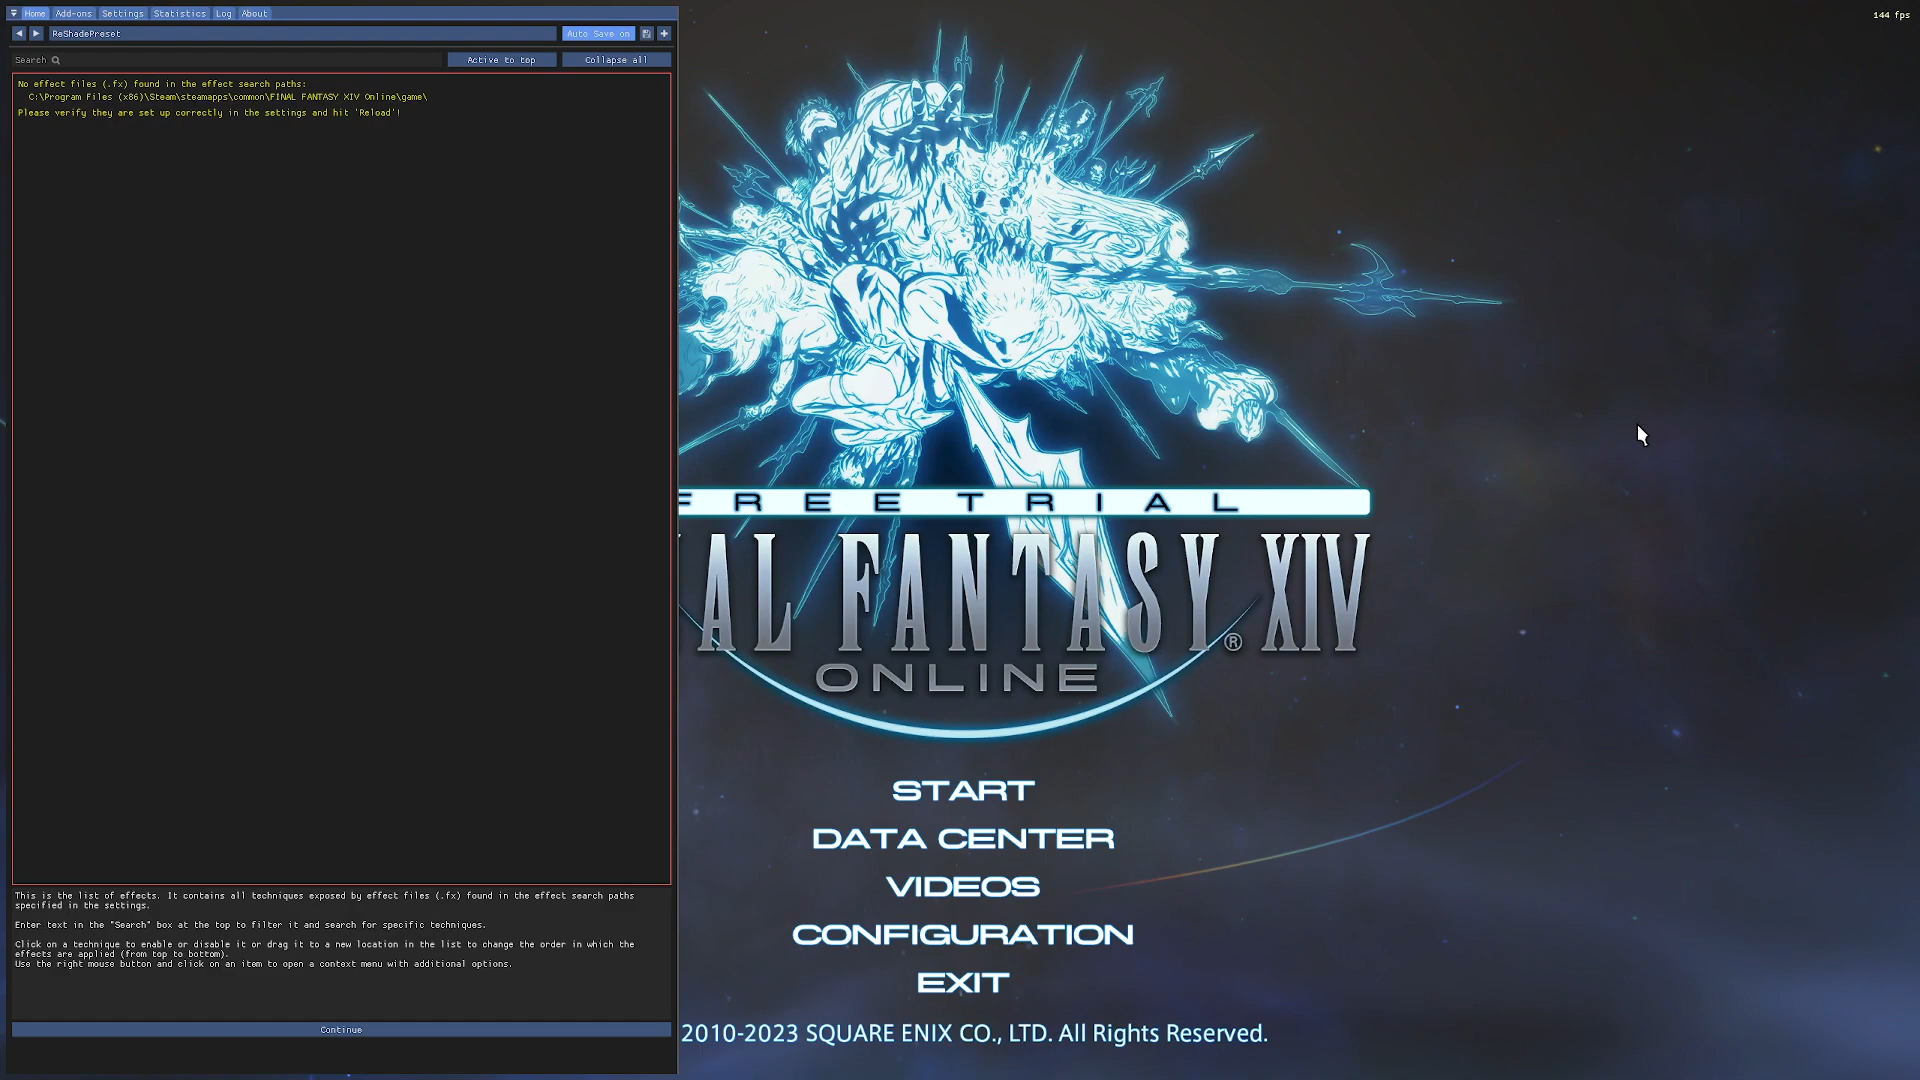 Home Add-ons Settings Statistics Log About
144 fps
ReShadePreset Auto Save on
Search Active to top Collapse all
No effect files (.fx) found in the effect search paths:
C:\Program Files (x86)\Steam\steamapps\common\FINAL FANTASY XIV Online\game\
Please verify they are set up correctly in the settings and hit 'Reload'!
FREE TRIAL
NAL FANTASY® XIV
ONLINE
START
DATA CENTER
VIDEOS
CONFIGURATION
EXIT
2010-2023 SQUARE ENIX CO., LTD. All Rights Reserved.
This is the list of effects. It contains all techniques exposed by effect files (.fx) found in the effect search paths
specified in the settings.
Enter text in the "Search" box at the top to filter it and search for specific techniques.
Click on a technique to enable or disable it or drag it to a new location in the list to change the order in which the
effects are applied (from top to bottom).
Use the right mouse button and click on an item to open a context menu with additional options.
Continue